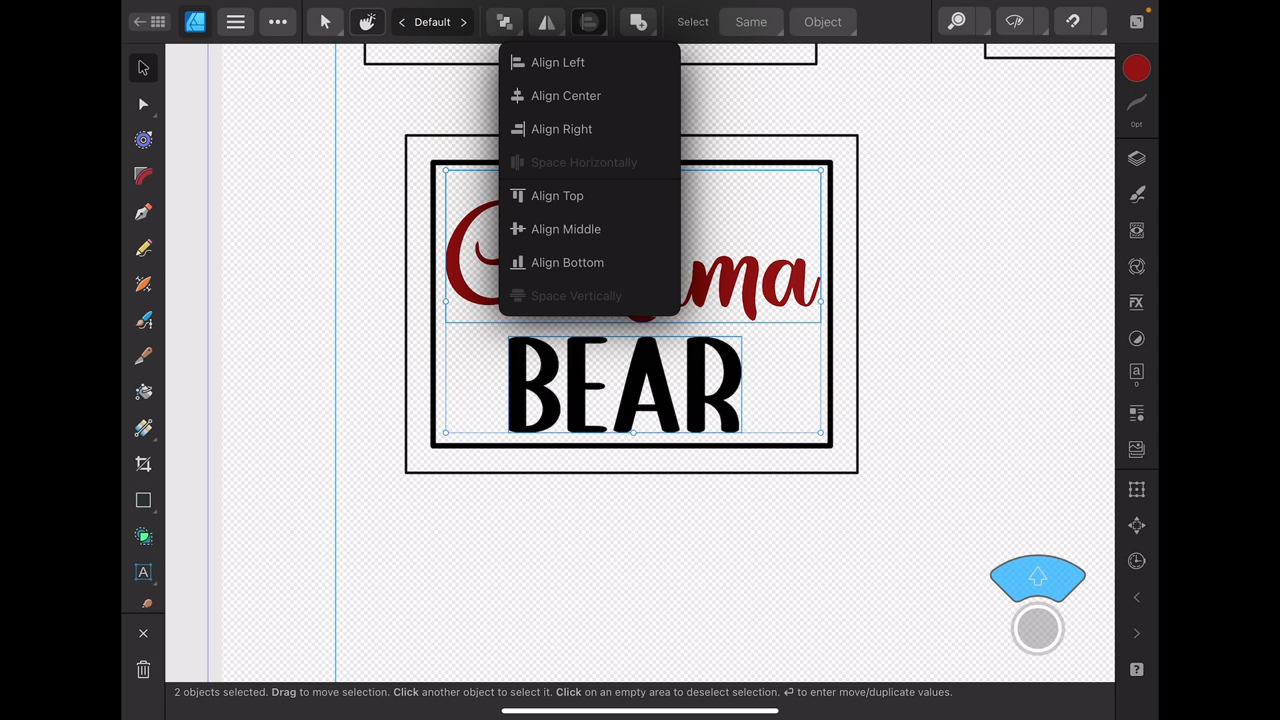 Default
Select
Same
Object
Align Left
Align Center
Align Right
Space Horizontally
Align Top
Align Middle
Align Bottom
Space Vertically
BEAR
0pt
a
0
A
?
2 objects selected. Drag to move selection. Click another object to select it. Click on an empty area to deselect selection. ⏎ to enter move/duplicate values.